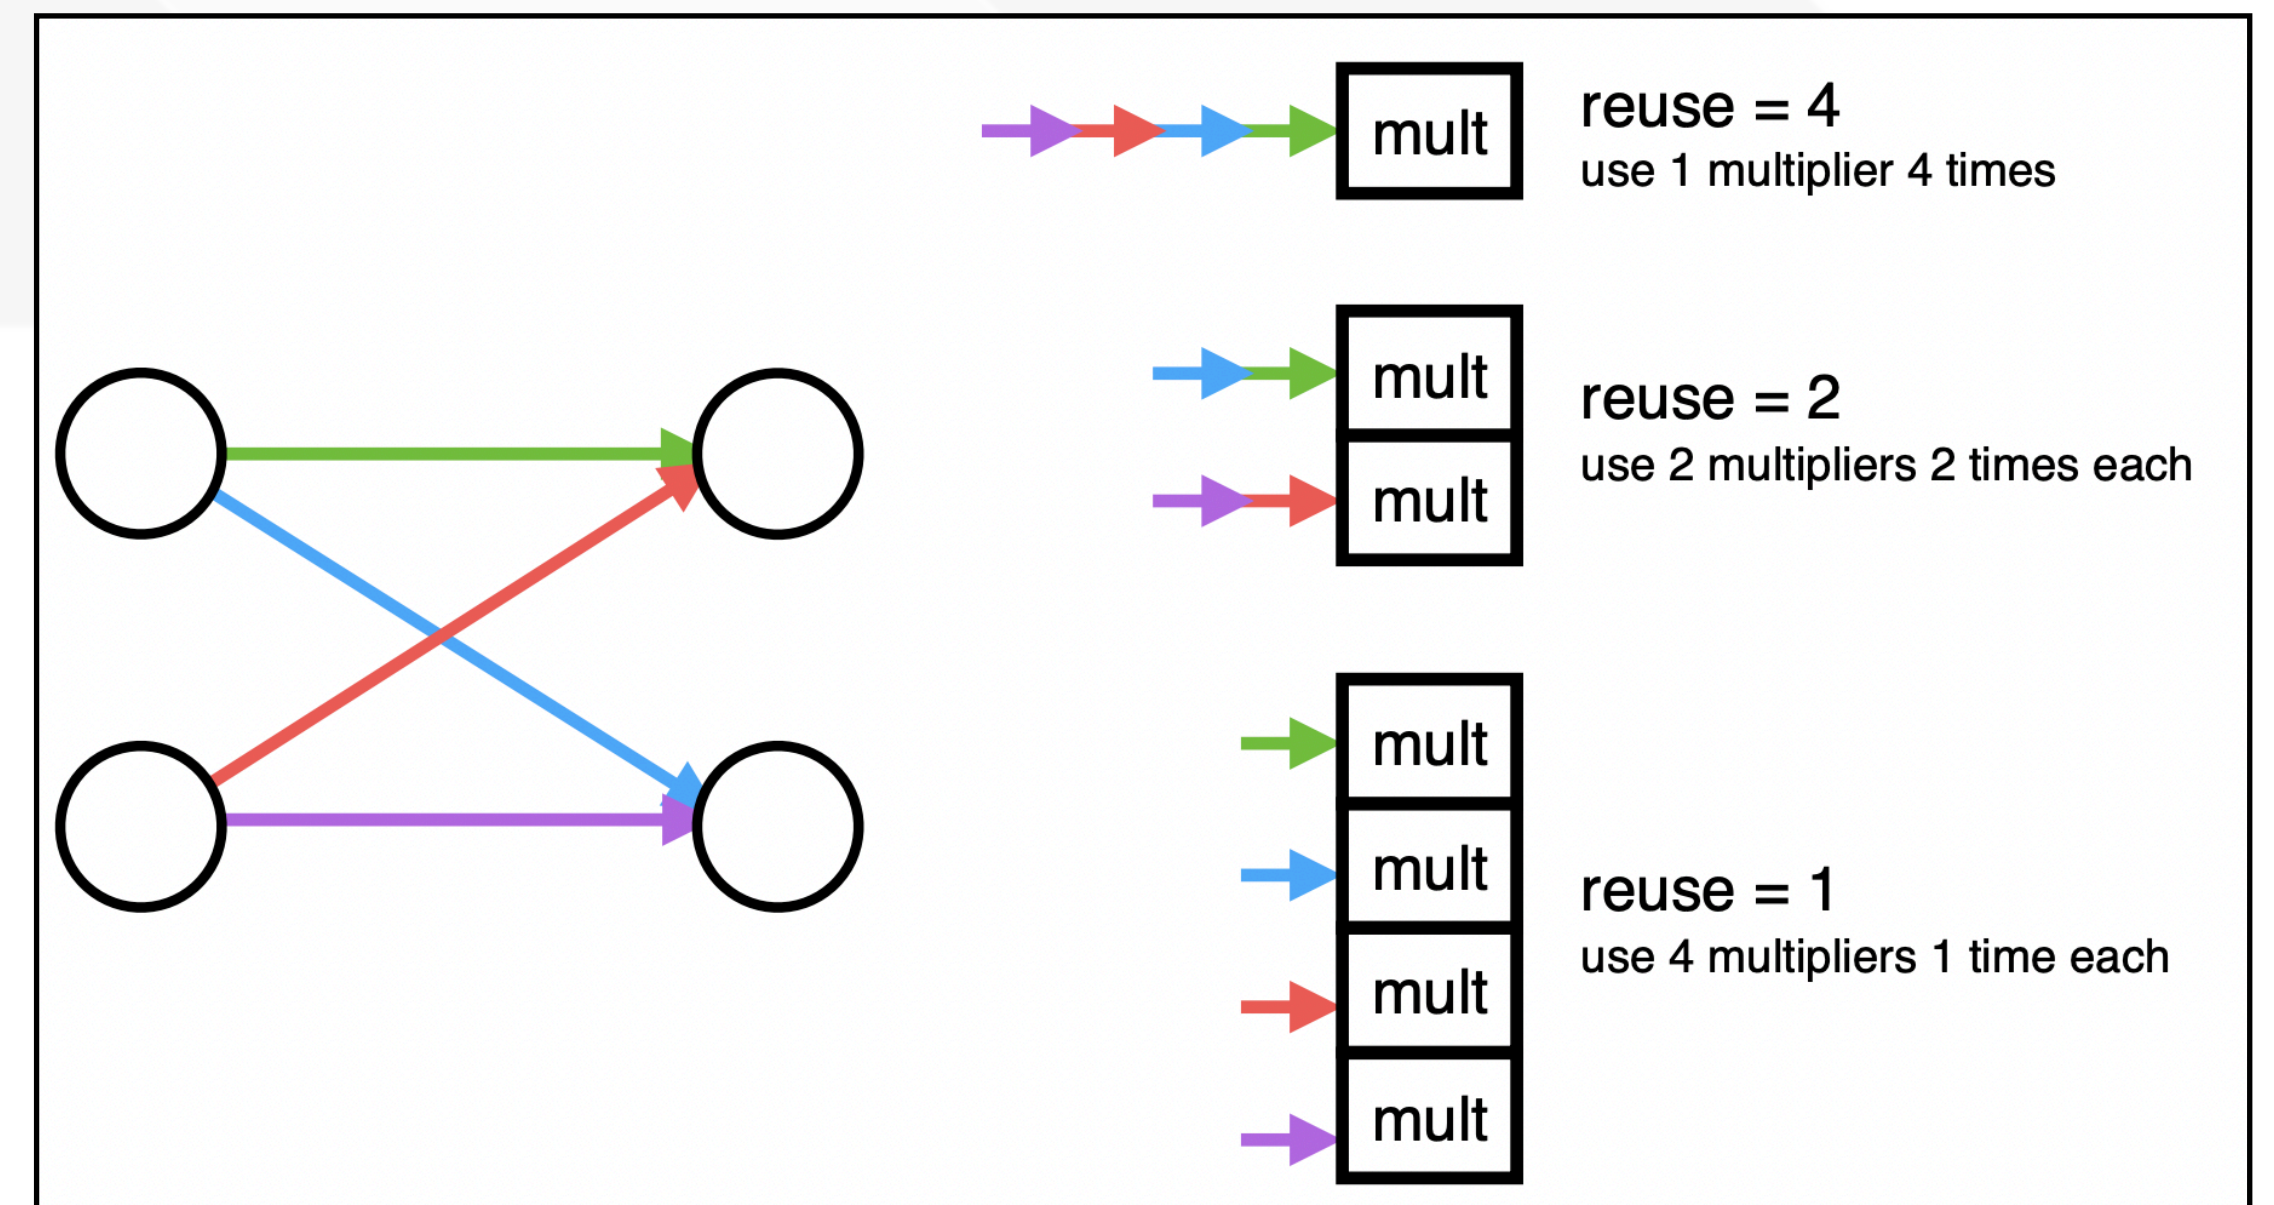 mult
reuse = 4
use 1 multiplier 4 times
mult
mult
reuse = 2
use 2 multipliers 2 times each
mult
mult
mult
mult
reuse = 1
use 4 multipliers 1 time each